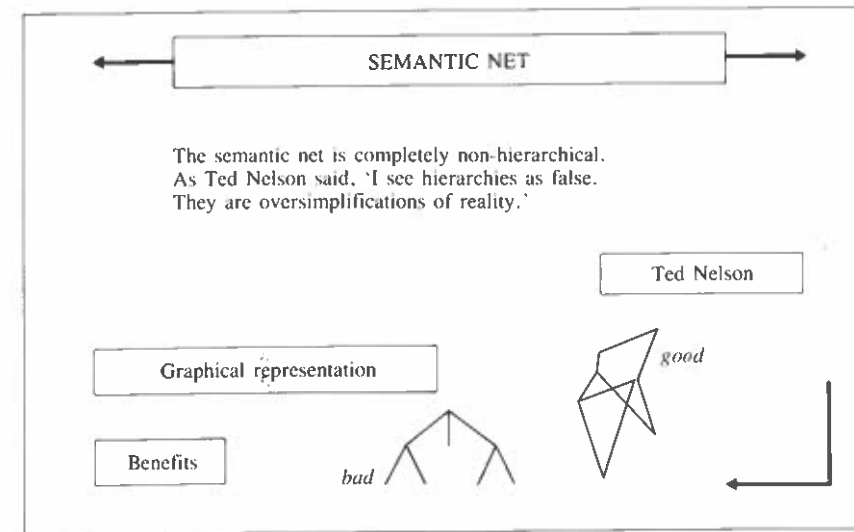 SEMANTIC NET
The semantic net is completely non-hierarchical.
As Ted Nelson said, 'I see hierarchies as false.
They are oversimplifications of reality.'
Ted Nelson
good
Graphical representation
Benefits
bad